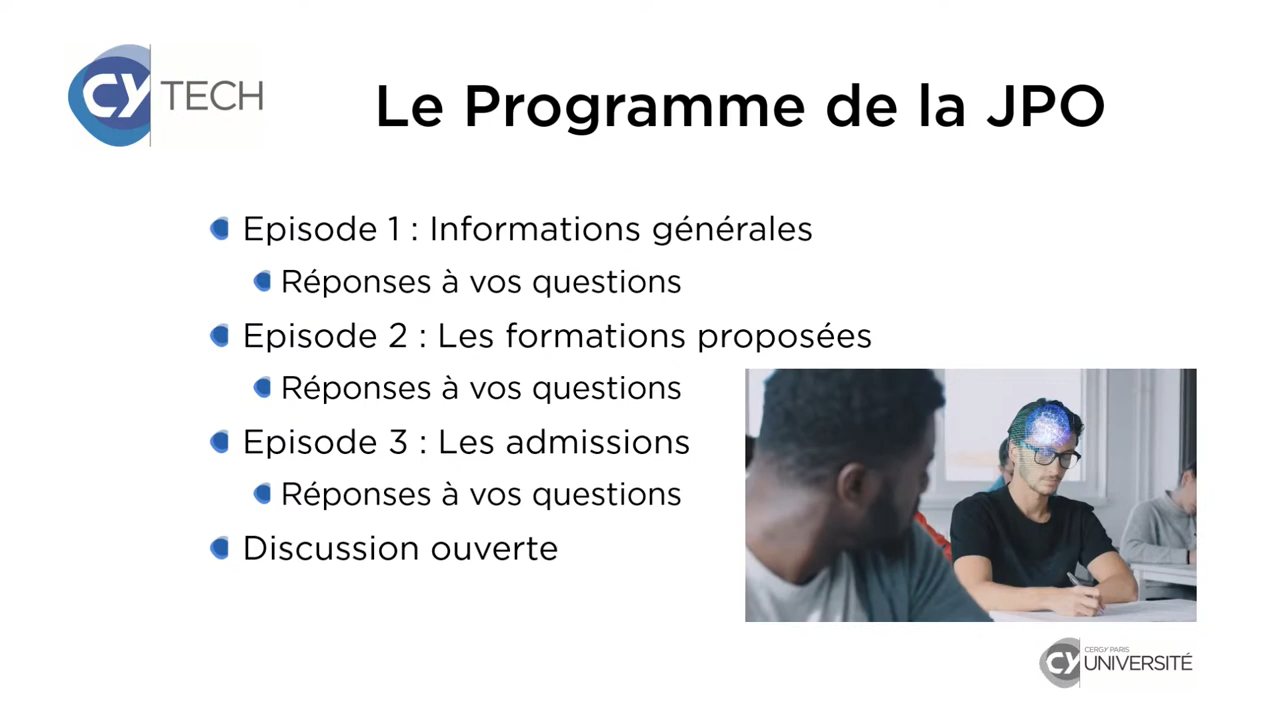 CY TECH
Le Programme de la JPO
Episode 1 : Informations générales
Réponses à vos questions
Episode 2 : Les formations proposées
Réponses à vos questions
Episode 3 : Les admissions
Réponses à vos questions
Discussion ouverte
CY CERGY PARIS
UNIVERSITÉ